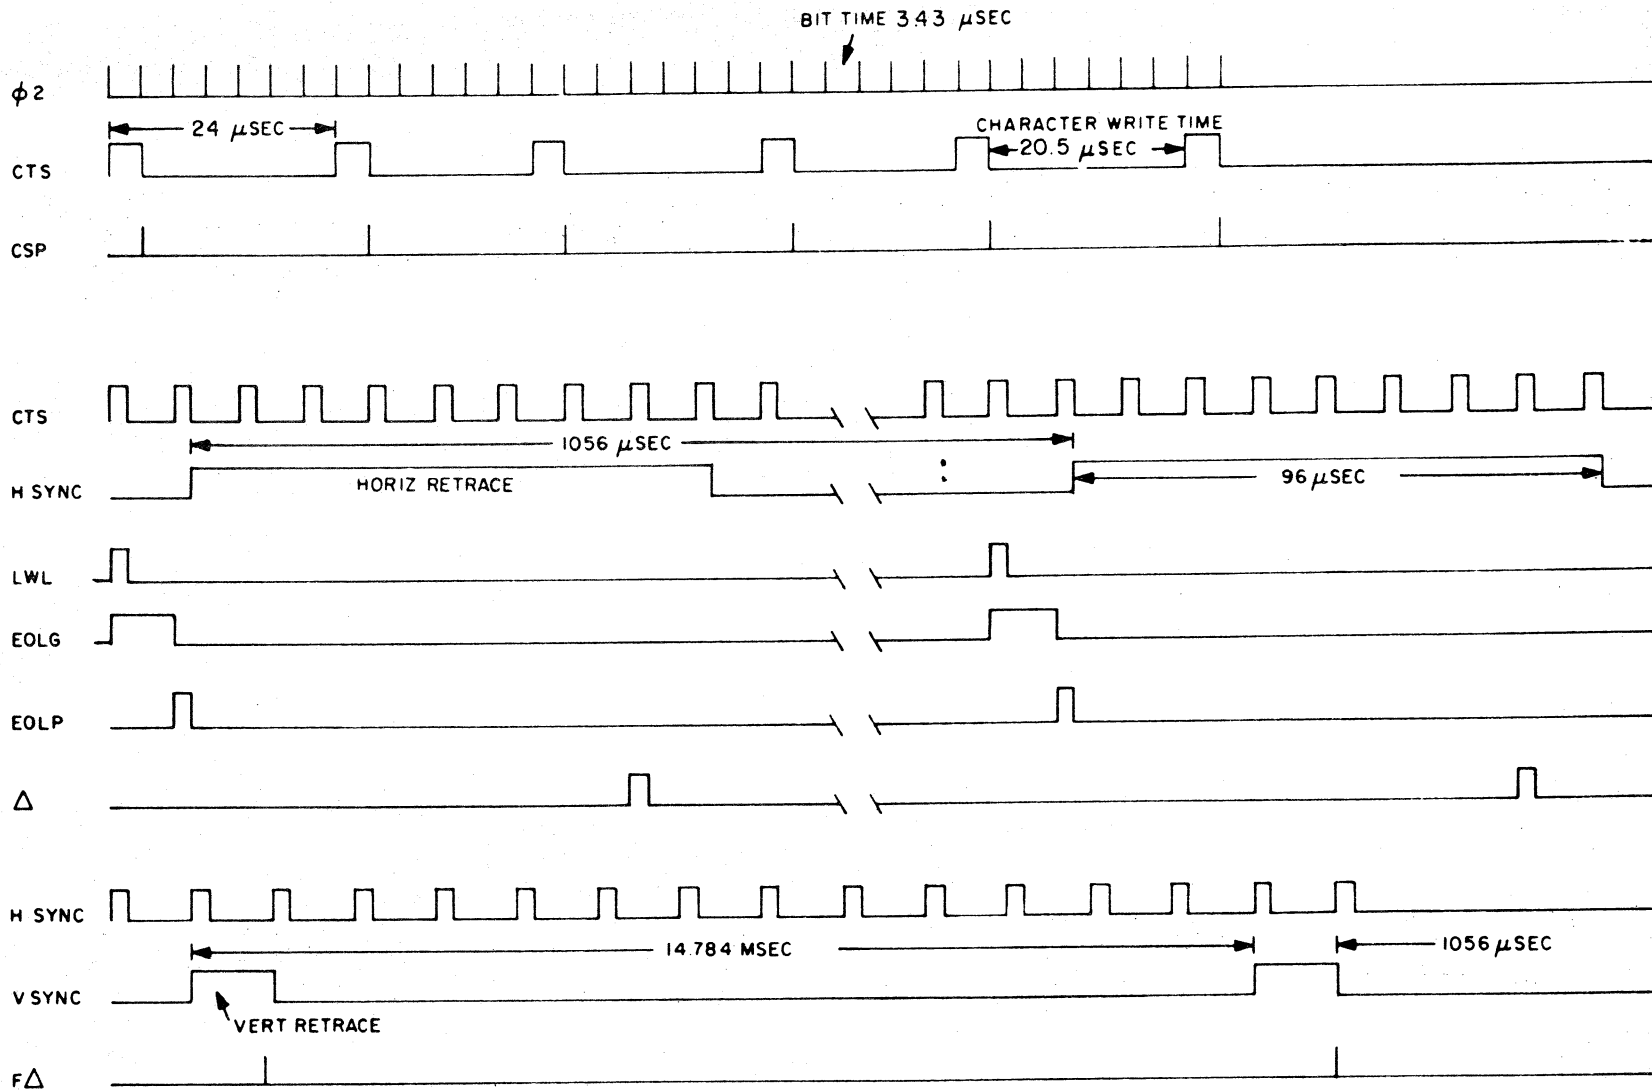 BIT TIME 3.43 μSEC
ϕ2
24 μSEC
CHARACTER WRITE TIME
20.5 μSEC
CTS
CSP
CTS
1056 μSEC
H SYNC
HORIZ RETRACE
96 μSEC
LWL
EOLG
EOLP
Δ
H SYNC
14.784 MSEC
1056 μSEC
V SYNC
VERT RETRACE
FΔ